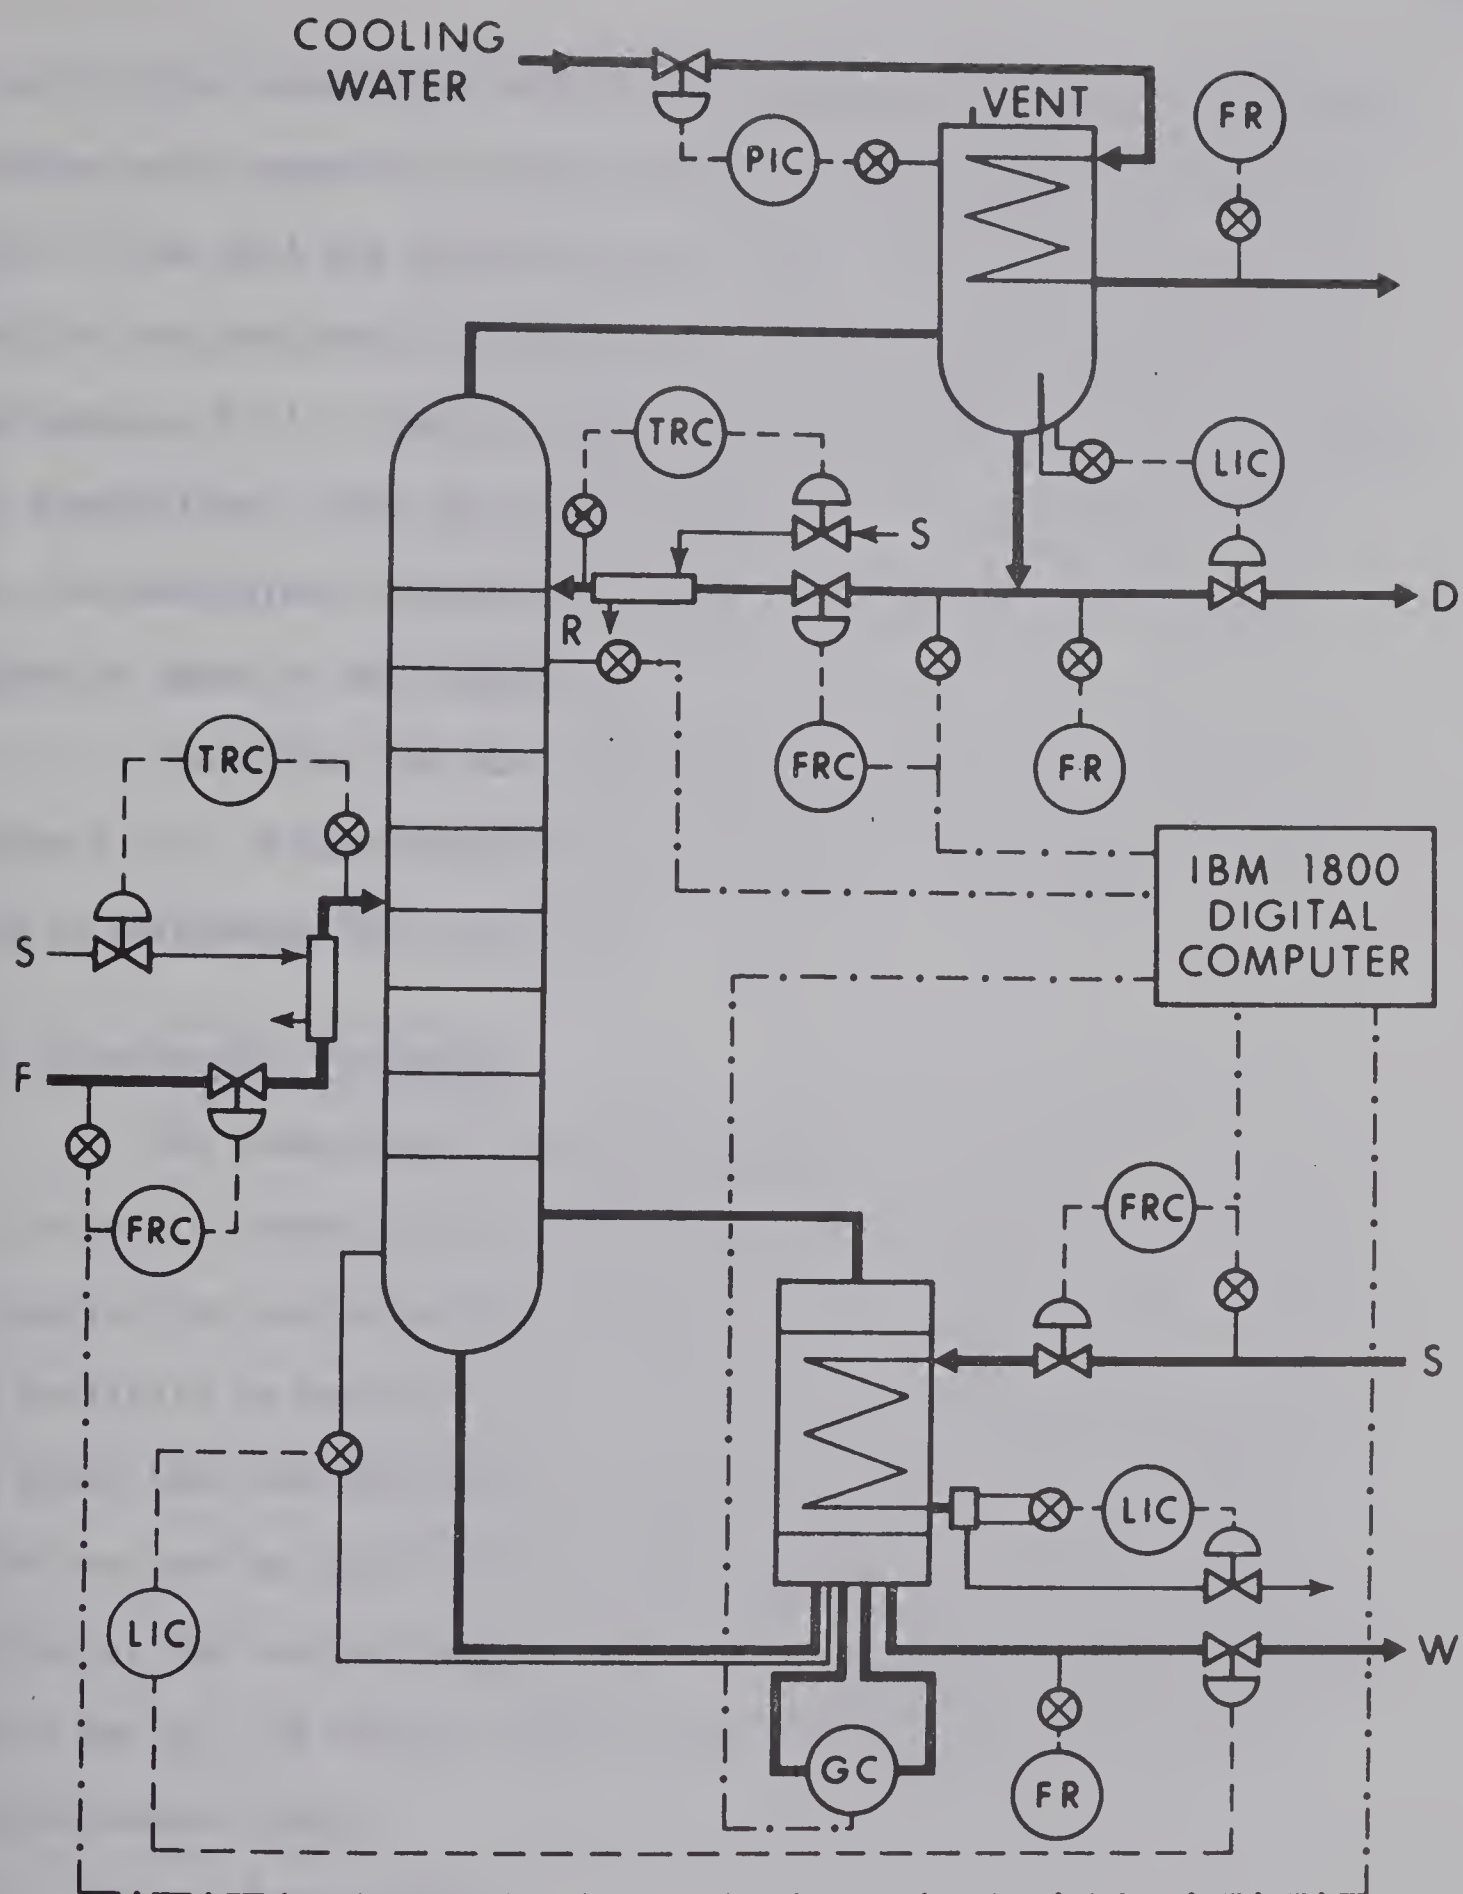 COOLING
WATER
VENT
FR
PIC
TRC
LIC
S
D
R
TRC
FRC
FR
IBM 1800
DIGITAL
COMPUTER
S
F
FRC
FRC
S
LIC
LIC
W
GC
FR